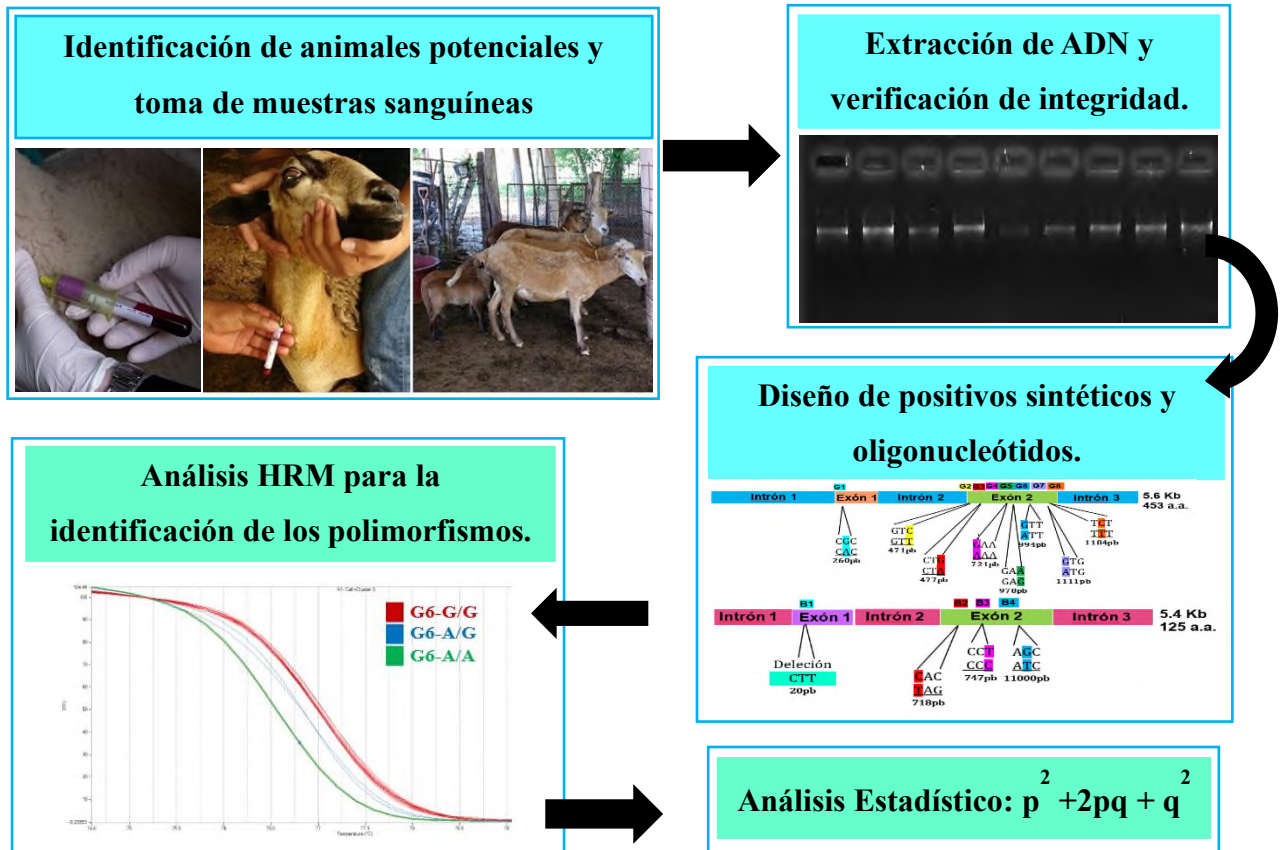 Identificación de animales potenciales y
toma de muestras sanguíneas
Extracción de ADN y
verificación de integridad.
Diseño de positivos sintéticos y
oligonucleótidos.
G1 G2 G3 G4 G5 G6 G7 G8
Intrón 1 Exón 1 Intrón 2 Exón 2 Intrón 3
5.6 Kb
453 a.a.
CGC
CAC
260pb
GTC
GTT
471pb
CTG
CTA
477pb
GAA
AAA
721pb
GAA
GAG
978pb
GTT
ATT
994pb
GTG
ATG
1111pb
TCT
TTT
1184pb
B1 B2 B3 B4
Intrón 1 Exón 1 Intrón 2 Exón 2 Intrón 3
5.4 Kb
125 a.a.
Deleción
CTT
20pb
CAC
TAG
718pb
CCT
CCC
747pb
AGC
ATC
11000pb
Análisis HRM para la
identificación de los polimorfismos.
G6-G/G
G6-A/G
G6-A/A
Temperature (°C)
Análisis Estadístico: p² +2pq + q²